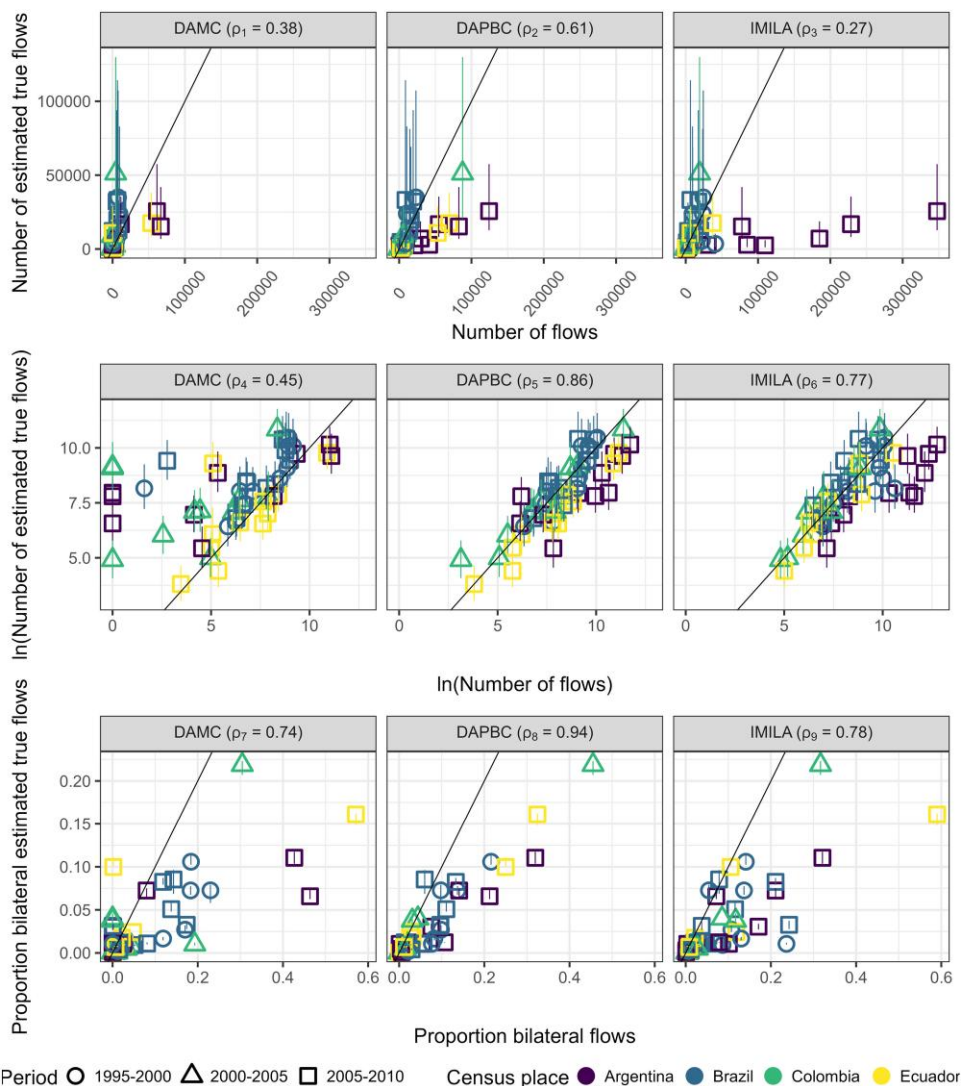 DAMC (ρ1 = 0.38) DAPBC (ρ2 = 0.61) IMILA (ρ3 = 0.27)
Number of estimated true flows
100000
50000
0
0 100000 200000 300000 0 100000 200000 300000 0 100000 200000 300000
Number of flows
DAMC (ρ4 = 0.45) DAPBC (ρ5 = 0.86) IMILA (ρ6 = 0.77)
ln(Number of estimated true flows)
10.0
7.5
5.0
0 5 10 0 5 10 0 5 10
ln(Number of flows)
DAMC (ρ7 = 0.74) DAPBC (ρ8 = 0.94) IMILA (ρ9 = 0.78)
Proportion bilateral estimated true flows
0.20
0.15
0.10
0.05
0.00
0.0 0.2 0.4 0.6 0.0 0.2 0.4 0.6 0.0 0.2 0.4 0.6
Proportion bilateral flows
Period 1995-2000 2000-2005 2005-2010 Census place Argentina Brazil Colombia Ecuador